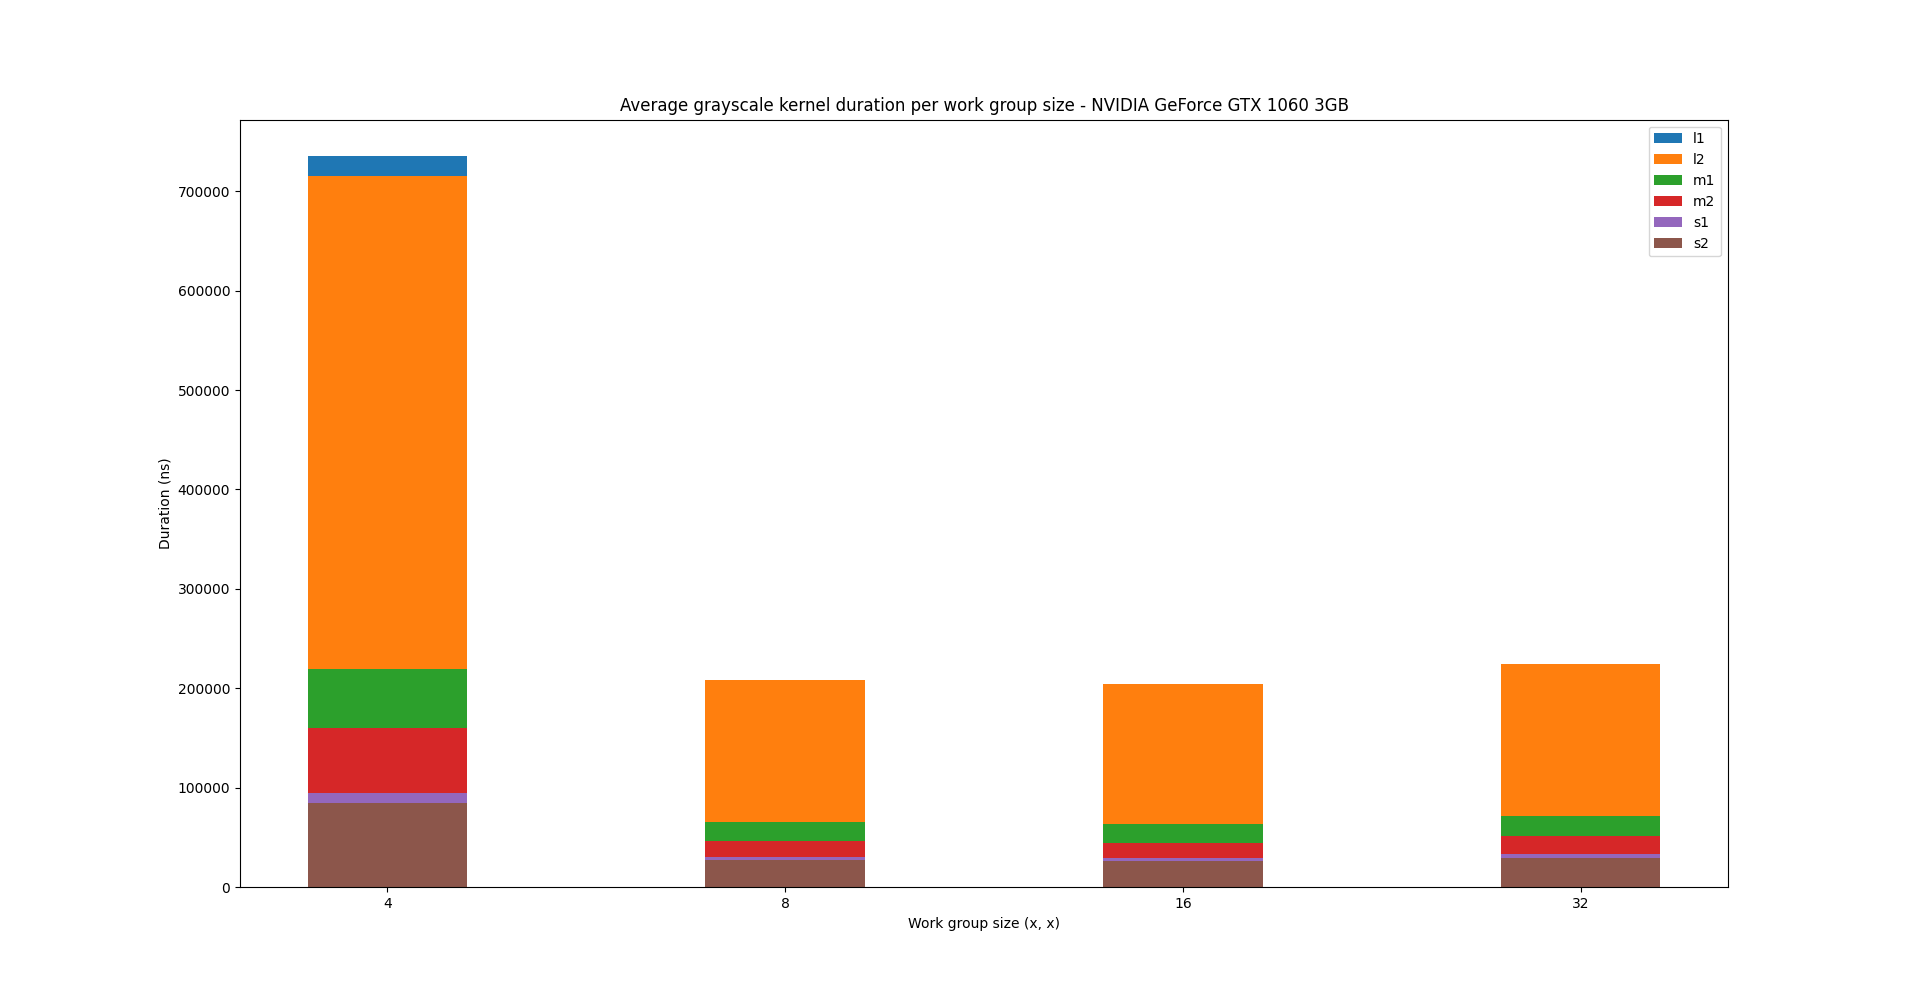 Average grayscale kernel duration per work group size - NVIDIA GeForce GTX 1060 3GB
l1
l2
m1
m2
s1
s2
700000
600000
500000
400000
300000
200000
100000
0
Duration (ns)
4 8 16 32
Work group size (x, x)